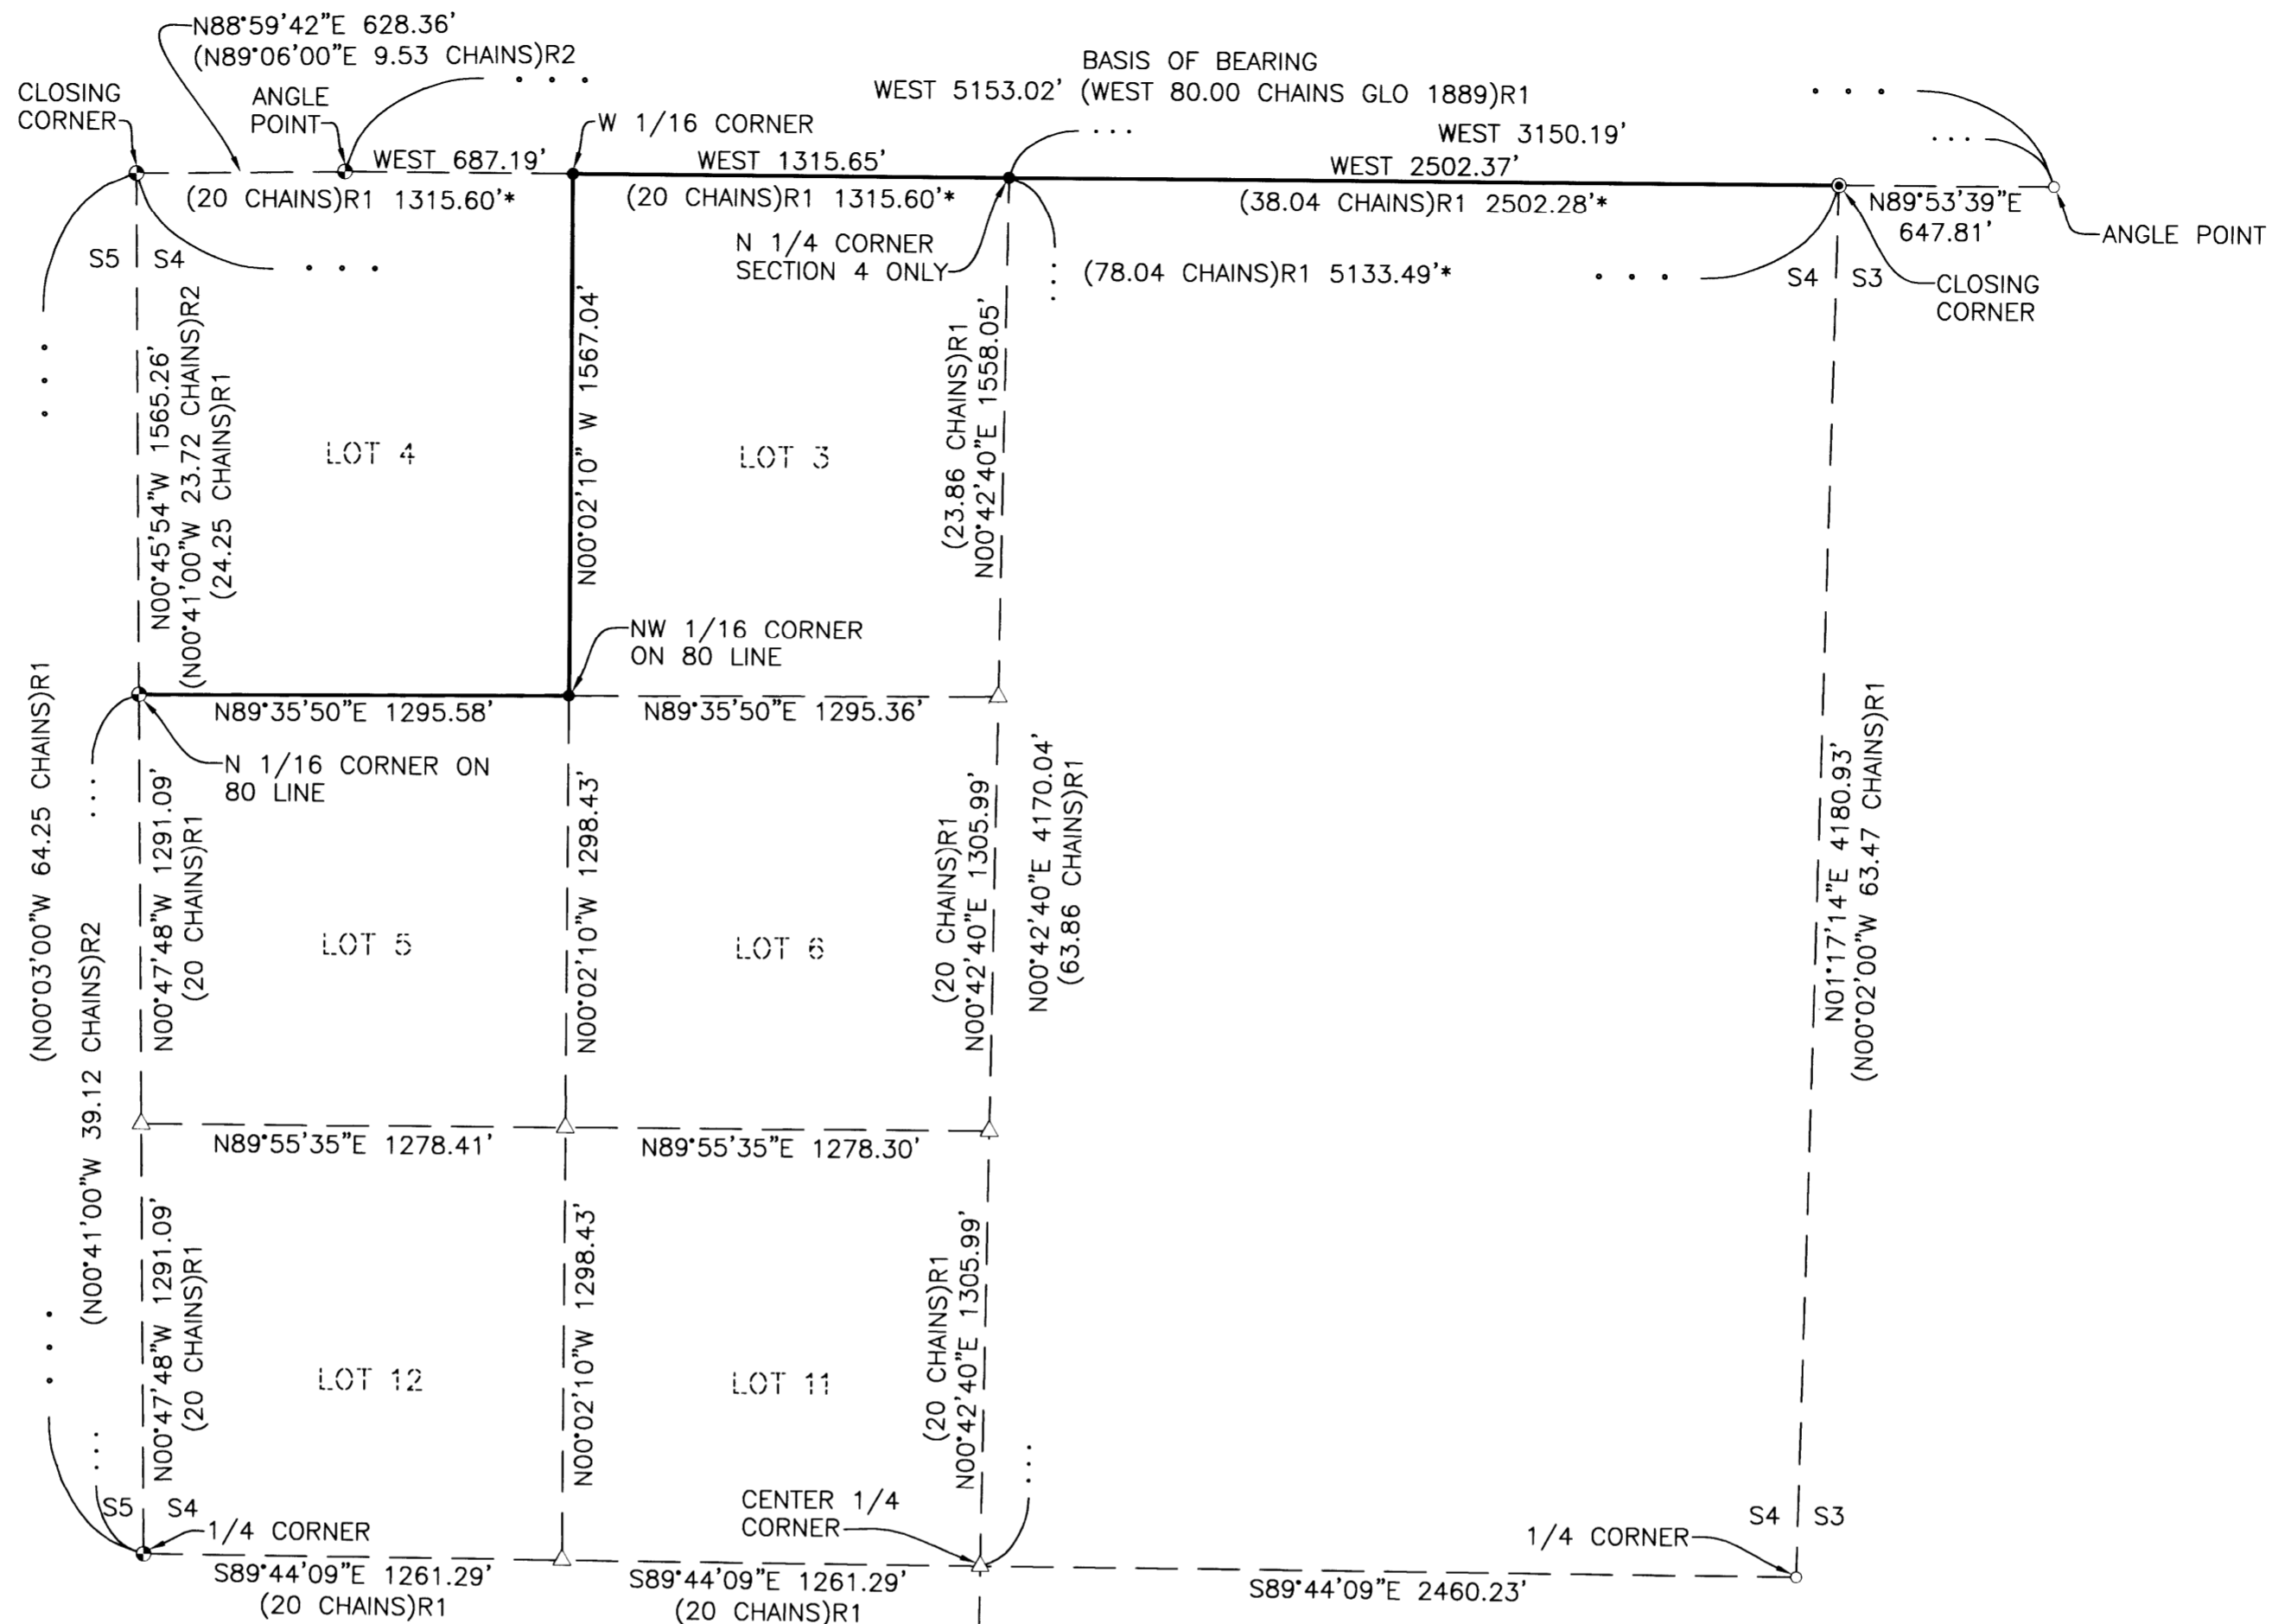 N88°59'42"E 628.36'
(N89°06'00"E 9.53 CHAINS)R2
BASIS OF BEARING
WEST 5153.02' (WEST 80.00 CHAINS GLO 1889)R1
CLOSING
CORNER
ANGLE
POINT
W 1/16 CORNER
WEST 3150.19'
WEST 687.19'
WEST 1315.65'
WEST 2502.37'
(20 CHAINS)R1 1315.60'*
(20 CHAINS)R1 1315.60'*
(38.04 CHAINS)R1 2502.28'*
N89°53'39"E
647.81'
ANGLE POINT
N 1/4 CORNER
SECTION 4 ONLY
(78.04 CHAINS)R1 5133.49'*
S5
S4
S4
S3
CLOSING
CORNER
N00°45'54"W 1565.26'
(N00°41'00"W 23.72 CHAINS)R2
(24.25 CHAINS)R1
N00°02'10" W 1567.04'
(23.86 CHAINS)R1
N00°42'40"E 1558.05'
LOT 4
LOT 3
NW 1/16 CORNER
ON 80 LINE
N89°35'50"E 1295.58'
N89°35'50"E 1295.36'
N 1/16 CORNER ON
80 LINE
(N00°03'00"W 64.25 CHAINS)R1
(N00°41'00"W 39.12 CHAINS)R2
N00°47'48"W 1291.09'
(20 CHAINS)R1
N00°02'10"W 1298.43'
(20 CHAINS)R1
N00°42'40"E 1305.99'
N00°42'40"E 4170.04'
(63.86 CHAINS)R1
N01°17'14"E 4180.93'
(N00°02'00"W 63.47 CHAINS)R1
LOT 5
LOT 6
N89°55'35"E 1278.41'
N89°55'35"E 1278.30'
N00°47'48"W 1291.09'
(20 CHAINS)R1
N00°02'10"W 1298.43'
(20 CHAINS)R1
N00°42'40"E 1305.99'
LOT 12
LOT 11
S5
S4
1/4 CORNER
CENTER 1/4
CORNER
S4
S3
1/4 CORNER
S89°44'09"E 1261.29'
(20 CHAINS)R1
S89°44'09"E 1261.29'
(20 CHAINS)R1
S89°44'09"E 2460.23'